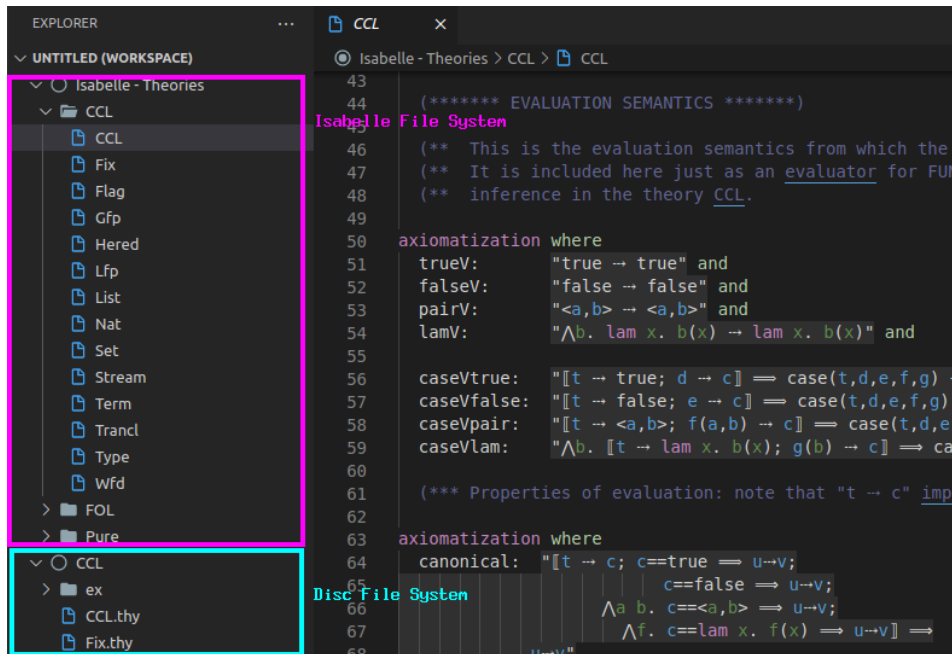 EXPLORER
UNTITLED (WORKSPACE)
Isabelle - Theories
CCL
CCL
Fix
Flag
Gfp
Hered
Lfp
List
Nat
Set
Stream
Term
Trancl
Type
Wfd
FOL
Pure
CCL
ex
CCL.thy
Fix.thy
Isabelle File System
Disc File System
CCL
Isabelle - Theories > CCL > CCL
43
44 (******* EVALUATION SEMANTICS *******)
45
46 (** This is the evaluation semantics from which the
47 (** It is included here just as an evaluator for FUN
48 (** inference in the theory CCL.
49
50 axiomatization where
51 trueV: "true ⤏ true" and
52 falseV: "false ⤏ false" and
53 pairV: "<a,b> ⤏ <a,b>" and
54 lamV: "⋀b. lam x. b(x) ⤏ lam x. b(x)" and
55
56 caseVtrue: "⟦t ⤏ true; d ⤏ c⟧ ⟹ case(t,d,e,f,g)
57 caseVfalse: "⟦t ⤏ false; e ⤏ c⟧ ⟹ case(t,d,e,f,g)
58 caseVpair: "⟦t ⤏ <a,b>; f(a,b) ⤏ c⟧ ⟹ case(t,d,e
59 caseVlam: "⋀b. ⟦t ⤏ lam x. b(x); g(b) ⤏ c⟧ ⟹ ca
60
61 (*** Properties of evaluation: note that "t ⤏ c" imp
62
63 axiomatization where
64 canonical: "⟦t ⤏ c; c==true ⟹ u⤏v;
65 c==false ⟹ u⤏v;
66 ⋀a b. c==<a,b> ⟹ u⤏v;
67 ⋀f. c==lam x. f(x) ⟹ u⤏v⟧ ⟹
68 u⤏v"